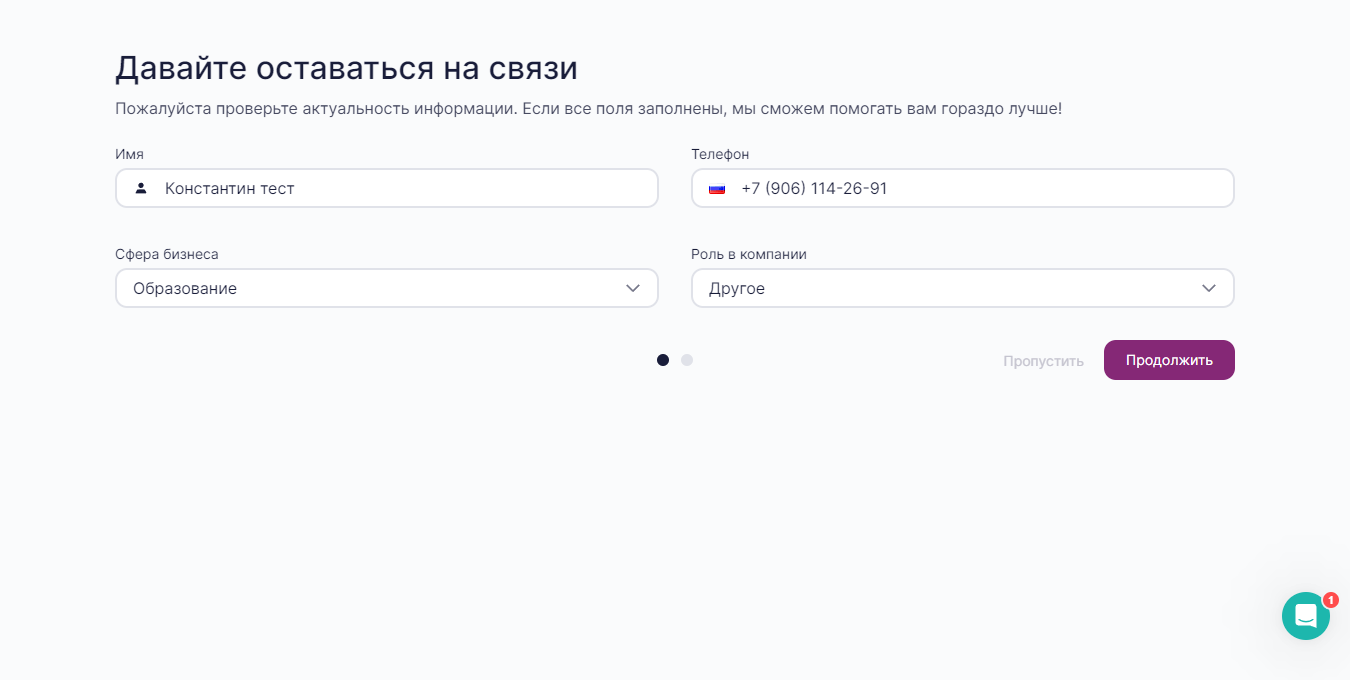 Давайте оставаться на связи
Пожалуйста проверьте актуальность информации. Если все поля заполнены, мы сможем помогать вам гораздо лучше!
Имя
Телефон
Константин тест
+7 (906) 114-26-91
Сфера бизнеса
Роль в компании
Образование
Другое
Пропустить
Продолжить
1